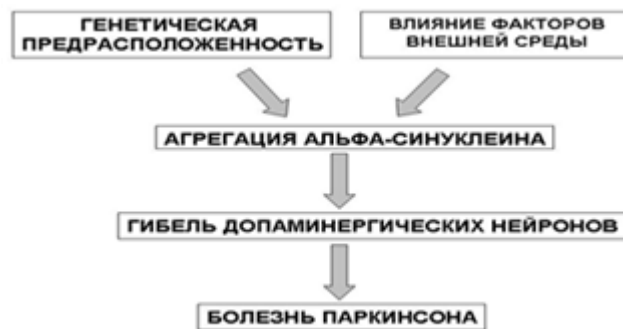 ГЕНЕТИЧЕСКАЯ
ПРЕДРАСПОЛОЖЕННОСТЬ
ВЛИЯНИЕ ФАКТОРОВ
ВНЕШНЕЙ СРЕДЫ
АГРЕГАЦИЯ АЛЬФА-СИНУКЛЕИНА
ГИБЕЛЬ ДОПАМИНЕРГИЧЕСКИХ НЕЙРОНОВ
БОЛЕЗНЬ ПАРКИНСОНА